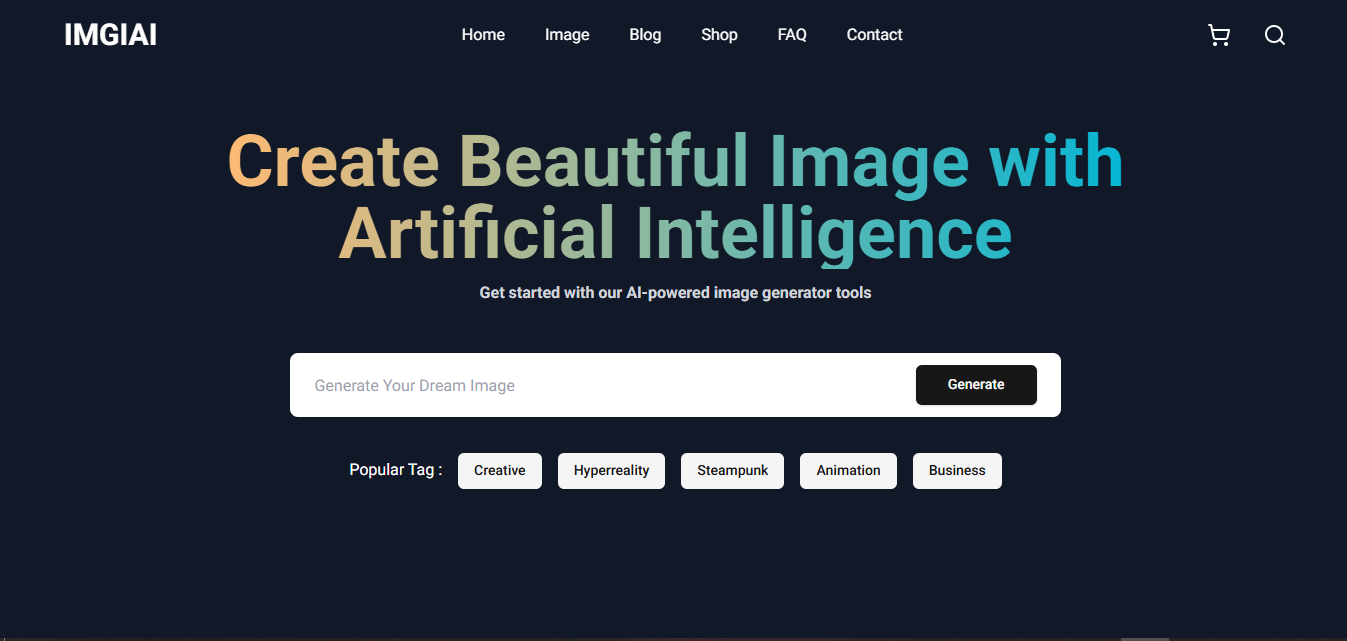 IMGIAI
Home Image Blog Shop FAQ Contact
Create Beautiful Image with
Artificial Intelligence
Get started with our AI-powered image generator tools
Generate Your Dream Image Generate
Popular Tag : Creative Hyperreality Steampunk Animation Business